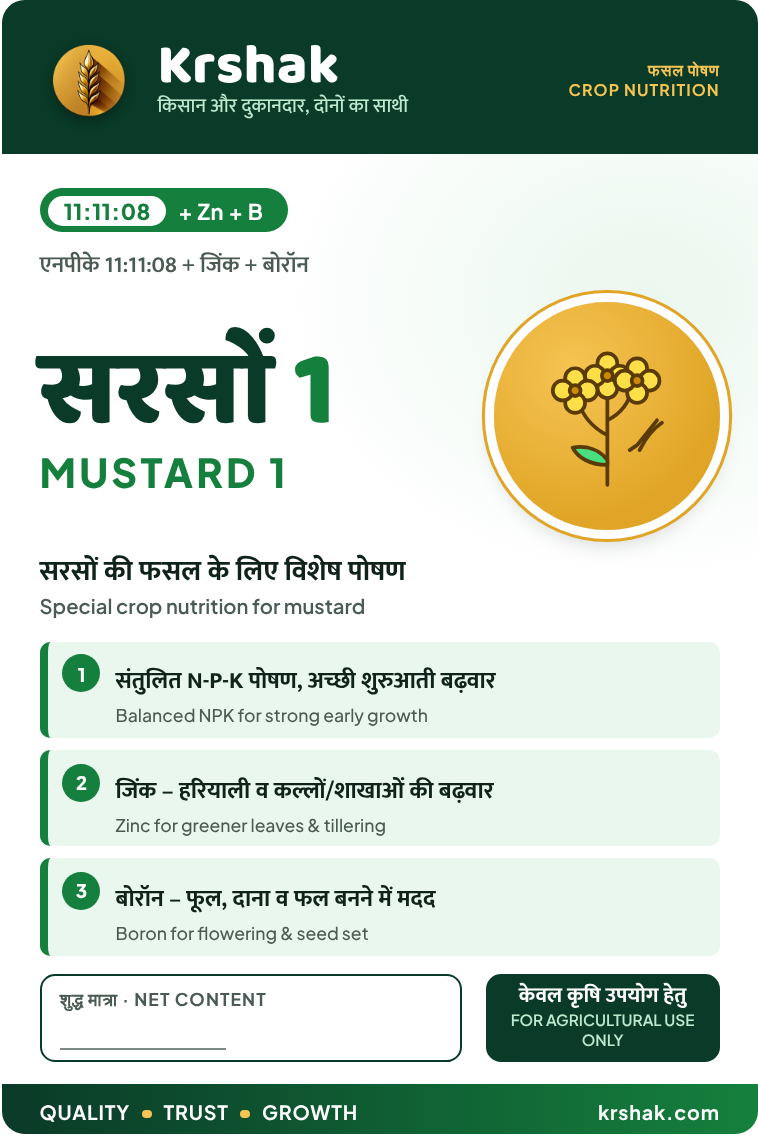 Krshak
किसान और दुकानदार, दोनों का साथी
फसल पोषण
CROP NUTRITION
11:11:08 + Zn + B
एनपीके 11:11:08 + जिंक + बोरॉन
सरसों 1
MUSTARD 1
सरसों की फसल के लिए विशेष पोषण
Special crop nutrition for mustard
1 संतुलित N-P-K पोषण, अच्छी शुरुआती बढ़वार
Balanced NPK for strong early growth
2 जिंक – हरियाली व कल्लों/शाखाओं की बढ़वार
Zinc for greener leaves & tillering
3 बोरॉन – फूल, दाना व फल बनने में मदद
Boron for flowering & seed set
शुद्ध मात्रा · NET CONTENT
केवल कृषि उपयोग हेतु
FOR AGRICULTURAL USE
ONLY
QUALITY • TRUST • GROWTH
krshak.com